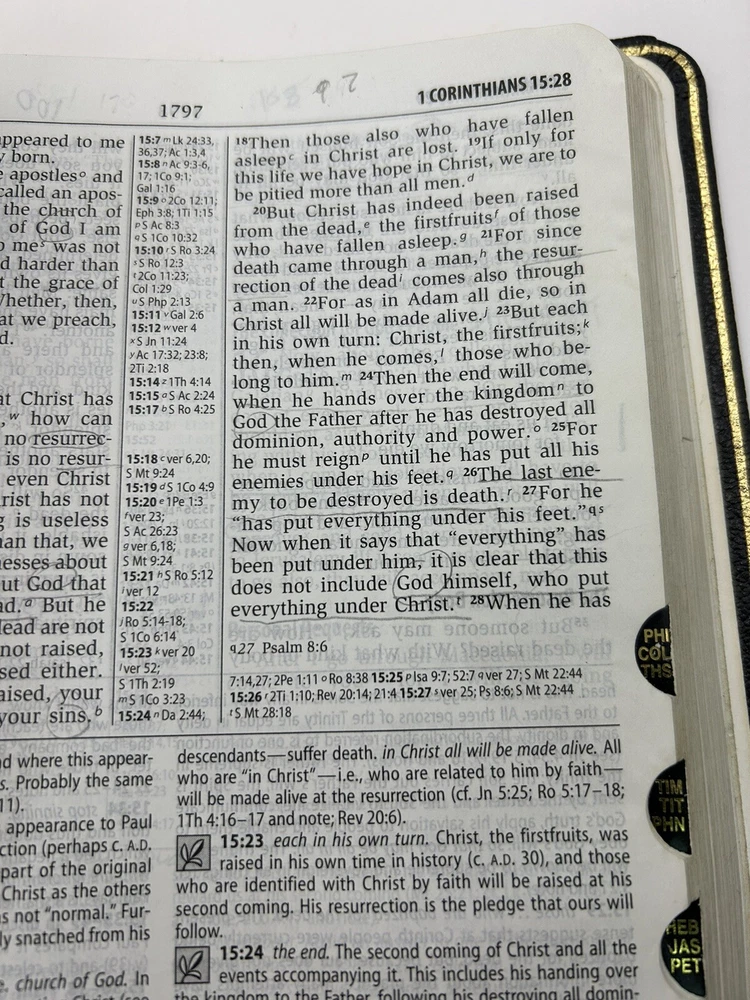 1797
1 CORINTHIANS 15:28
appeared to me
y born.
e apostlesᵒ and
called an apos-
the church of
of God I am
o meˢ was not
d harder than
t the grace of
Whether, then,
at we preach,
d.
at Christ has
,ʷ how can
no resurrec-
is no resur-
even Christ
rist has not
g is useless
han that, we
nesses about
ut God that
ad.ᵃ But he
dead are not
not raised,
sed either.
aised, your
your sins.ᵇ
15:7 ᵐ Lk 24:33,
36,37; Ac 1:3,4
15:8 ⁿ Ac 9:3-6,
17; 1Co 9:1;
Gal 1:16
15:9 ᵒ 2Co 12:11;
Eph 3:8; 1Ti 1:15
ᵖ S Ac 8:3
q S 1Co 10:32
15:10 ʳ S Ro 3:24
ˢ S Ro 12:3
ᵗ 2Co 11:23;
Col 1:29
ᵘ S Php 2:13
15:11 ᵛ Gal 2:6
15:12 ʷ ver 4
ˣ S Jn 11:24
ʸ Ac 17:32; 23:8;
2Ti 2:18
15:14 ᶻ 1Th 4:14
15:15 ᵃ S Ac 2:24
15:17 ᵇ S Ro 4:25
15:18 ᶜ ver 6,20;
S Mt 9:24
15:19 ᵈ S 1Co 4:9
15:20 ᵉ 1Pe 1:3
ᶠ ver 23;
S Ac 26:23
ᵍ ver 6,18;
S Mt 9:24
15:21 ʰ S Ro 5:12
ⁱ ver 12
15:22
ʲ Ro 5:14-18;
S 1Co 6:14
15:23 ᵏ ver 20
ˡ ver 52;
S 1Th 2:19
ᵐ S 1Co 3:23
15:24 ⁿ Da 2:44;
¹⁸Then those also who have fallen
asleepᶜ in Christ are lost. ¹⁹If only for
this life we have hope in Christ, we are to
be pitied more than all men.ᵈ
²⁰But Christ has indeed been raised
from the dead,ᵉ the firstfruitsᶠ of those
who have fallen asleep.ᵍ ²¹For since
death came through a man,ʰ the resur-
rection of the deadⁱ comes also through
a man. ²²For as in Adam all die, so in
Christ all will be made alive.ʲ ²³But each
in his own turn: Christ, the firstfruits;ᵏ
then, when he comes,ˡ those who be-
long to him.ᵐ ²⁴Then the end will come,
when he hands over the kingdomⁿ to
God the Father after he has destroyed all
dominion, authority and power.ᵒ ²⁵For
he must reignᵖ until he has put all his
enemies under his feet.q ²⁶The last ene-
my to be destroyed is death.ʳ ²⁷For he
“has put everything under his feet.”qˢ
Now when it says that “everything” has
been put under him, it is clear that this
does not include God himself, who put
everything under Christ.ᵗ ²⁸When he has
q27 Psalm 8:6
7:14,27; 2Pe 1:11 ᵒ Ro 8:38 15:25 ᵖ Isa 9:7; 52:7 q ver 27; S Mt 22:44
15:26 ʳ 2Ti 1:10; Rev 20:14; 21:4 15:27 ˢ ver 25; Ps 8:6; S Mt 22:44
ᵗ S Mt 28:18
d where this appear-
s. Probably the same
11).
appearance to Paul
ction (perhaps C. A.D.
part of the original
Christ as the others
s not “normal.” Fur-
ly snatched from his
e. church of God. In
descendants—suffer death. in Christ all will be made alive. All
who are “in Christ”—i.e., who are related to him by faith—
will be made alive at the resurrection (cf. Jn 5:25; Ro 5:17–18;
1Th 4:16–17 and note; Rev 20:6).
15:23 each in his own turn. Christ, the firstfruits, was
raised in his own time in history (C. A.D. 30), and those
who are identified with Christ by faith will be raised at his
second coming. His resurrection is the pledge that ours will
follow.
15:24 the end. The second coming of Christ and all the
events accompanying it. This includes his handing over
the kingdom to the Father, following his destroying all domin-
PHI
COL
THS
TIM
TIT
PHN
HEB
JAS
PET